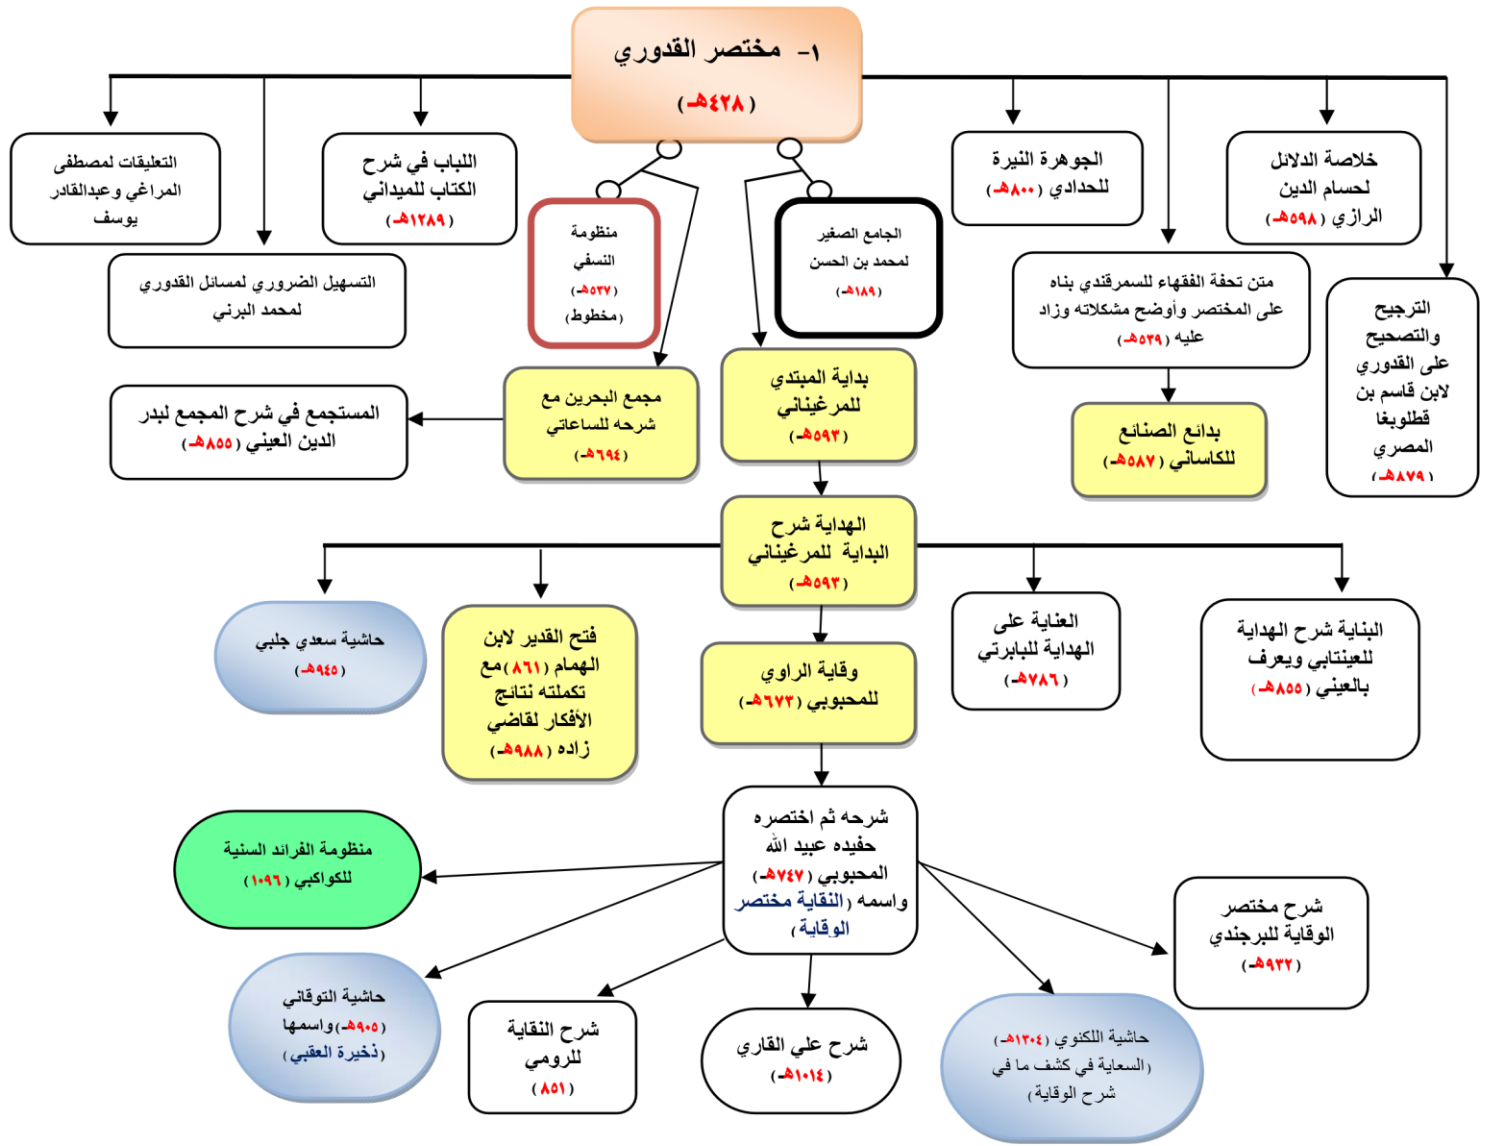 ١- مختصر القدوري
(٤٢٨هـ)
خلاصة الدلائل
لحسام الدين
الرازي (٥٩٨هـ)
الجوهرة النيرة
للحدادي (٨٠٠هـ)
اللباب في شرح
الكتاب للميداني
(١٢٨٩هـ)
التعليقات لمصطفى
المراغي وعبدالقادر
يوسف
الترجيح
والتصحيح
على القدوري
لابن قاسم بن
قطلوبغا
المصري
(٨٧٩هـ)
متن تحفة الفقهاء للسمرقندي بناه
على المختصر وأوضح مشكلاته وزاد
عليه (٥٣٩هـ)
الجامع الصغير
لمحمد بن الحسن
(١٨٩هـ)
منظومة
النسفي
(٥٣٧هـ)
(مخطوط)
التسهيل الضروري لمسائل القدوري
لمحمد البرني
بدائع الصنائع
للكاساني (٥٨٧هـ)
بداية المبتدي
للمرغيناني
(٥٩٣هـ)
مجمع البحرين مع
شرحه للساعاتي
(٦٩٤هـ)
المستجمع في شرح المجمع لبدر
الدين العيني (٨٥٥هـ)
الهداية شرح
البداية للمرغيناني
(٥٩٣هـ)
البناية شرح الهداية
للعينتابي ويعرف
بالعيني (٨٥٥هـ)
العناية على
الهداية للبابرتي
(٧٨٦هـ)
وقاية الراوي
للمحبوبي (٦٧٣هـ)
فتح القدير لابن
الهمام (٨٦١) مع
تكملته نتائج
الأفكار لقاضي
زاده (٩٨٨هـ)
حاشية سعدي جلبي
(٩٤٥هـ)
شرحه ثم اختصره
حفيده عبيد الله
المحبوبي (٧٤٧هـ)
واسمه (النقاية مختصر
الوقاية)
منظومة الفرائد السنية
للكواكبي (١٠٩٦)
شرح مختصر
الوقاية للبرجندي
(٩٣٢هـ)
حاشية اللكنوي (١٣٠٤هـ)
(السعاية في كشف ما في
شرح الوقاية)
شرح علي القاري
(١٠١٤هـ)
شرح النقاية
للرومي
(٨٥١)
حاشية التوقاني
(٩٠٥هـ) واسمها
(ذخيرة العقبي)